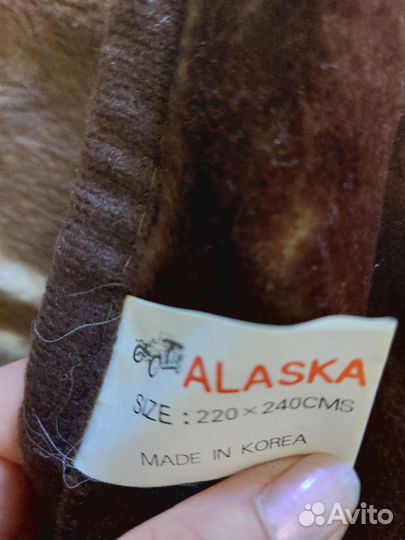 ALASKA
SIZE : 220 × 240CMS
MADE IN KOREA
Avito